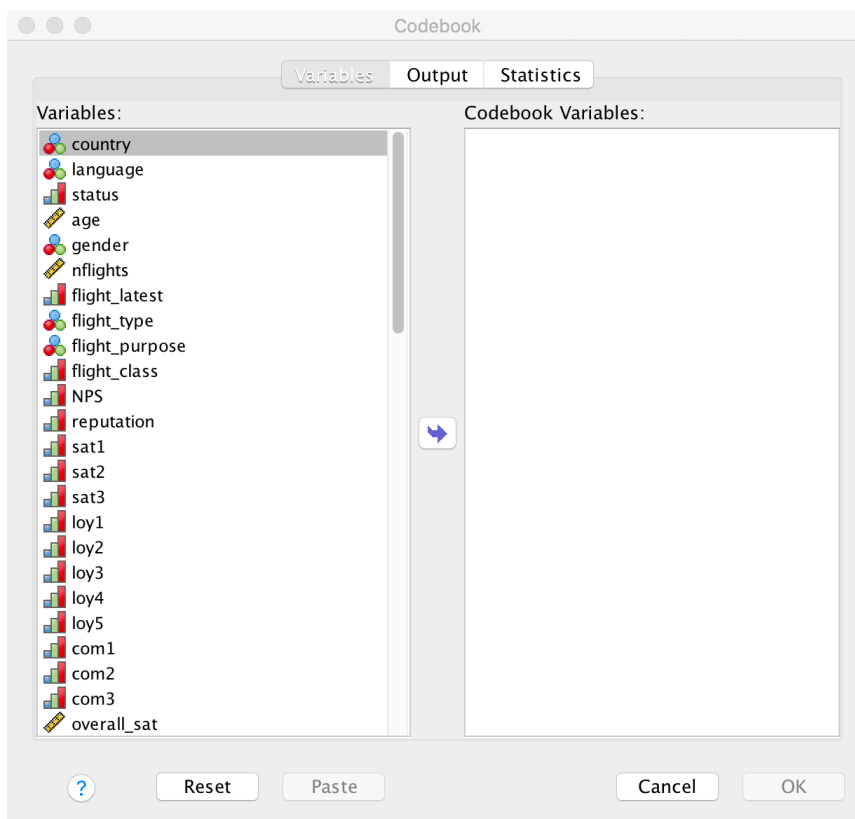 Codebook
Variables Output Statistics
Variables:
Codebook Variables:
country
language
status
age
gender
nflights
flight_latest
flight_type
flight_purpose
flight_class
NPS
reputation
sat1
sat2
sat3
loy1
loy2
loy3
loy4
loy5
com1
com2
com3
overall_sat
? Reset Paste Cancel OK